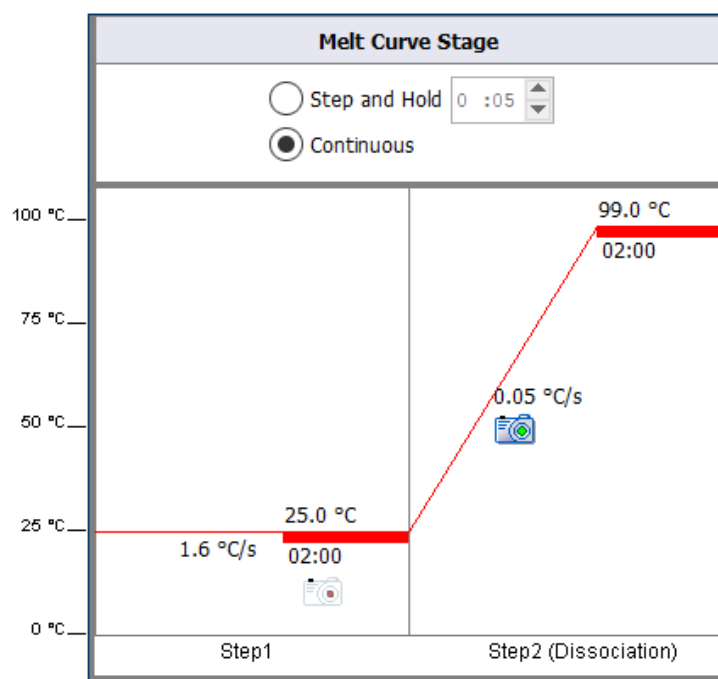 Melt Curve Stage
Step and Hold 0 :05
Continuous
100 °C
75 °C
50 °C
25 °C
0 °C
1.6 °C/s
25.0 °C
02:00
Step1
99.0 °C
02:00
0.05 °C/s
Step2 (Dissociation)